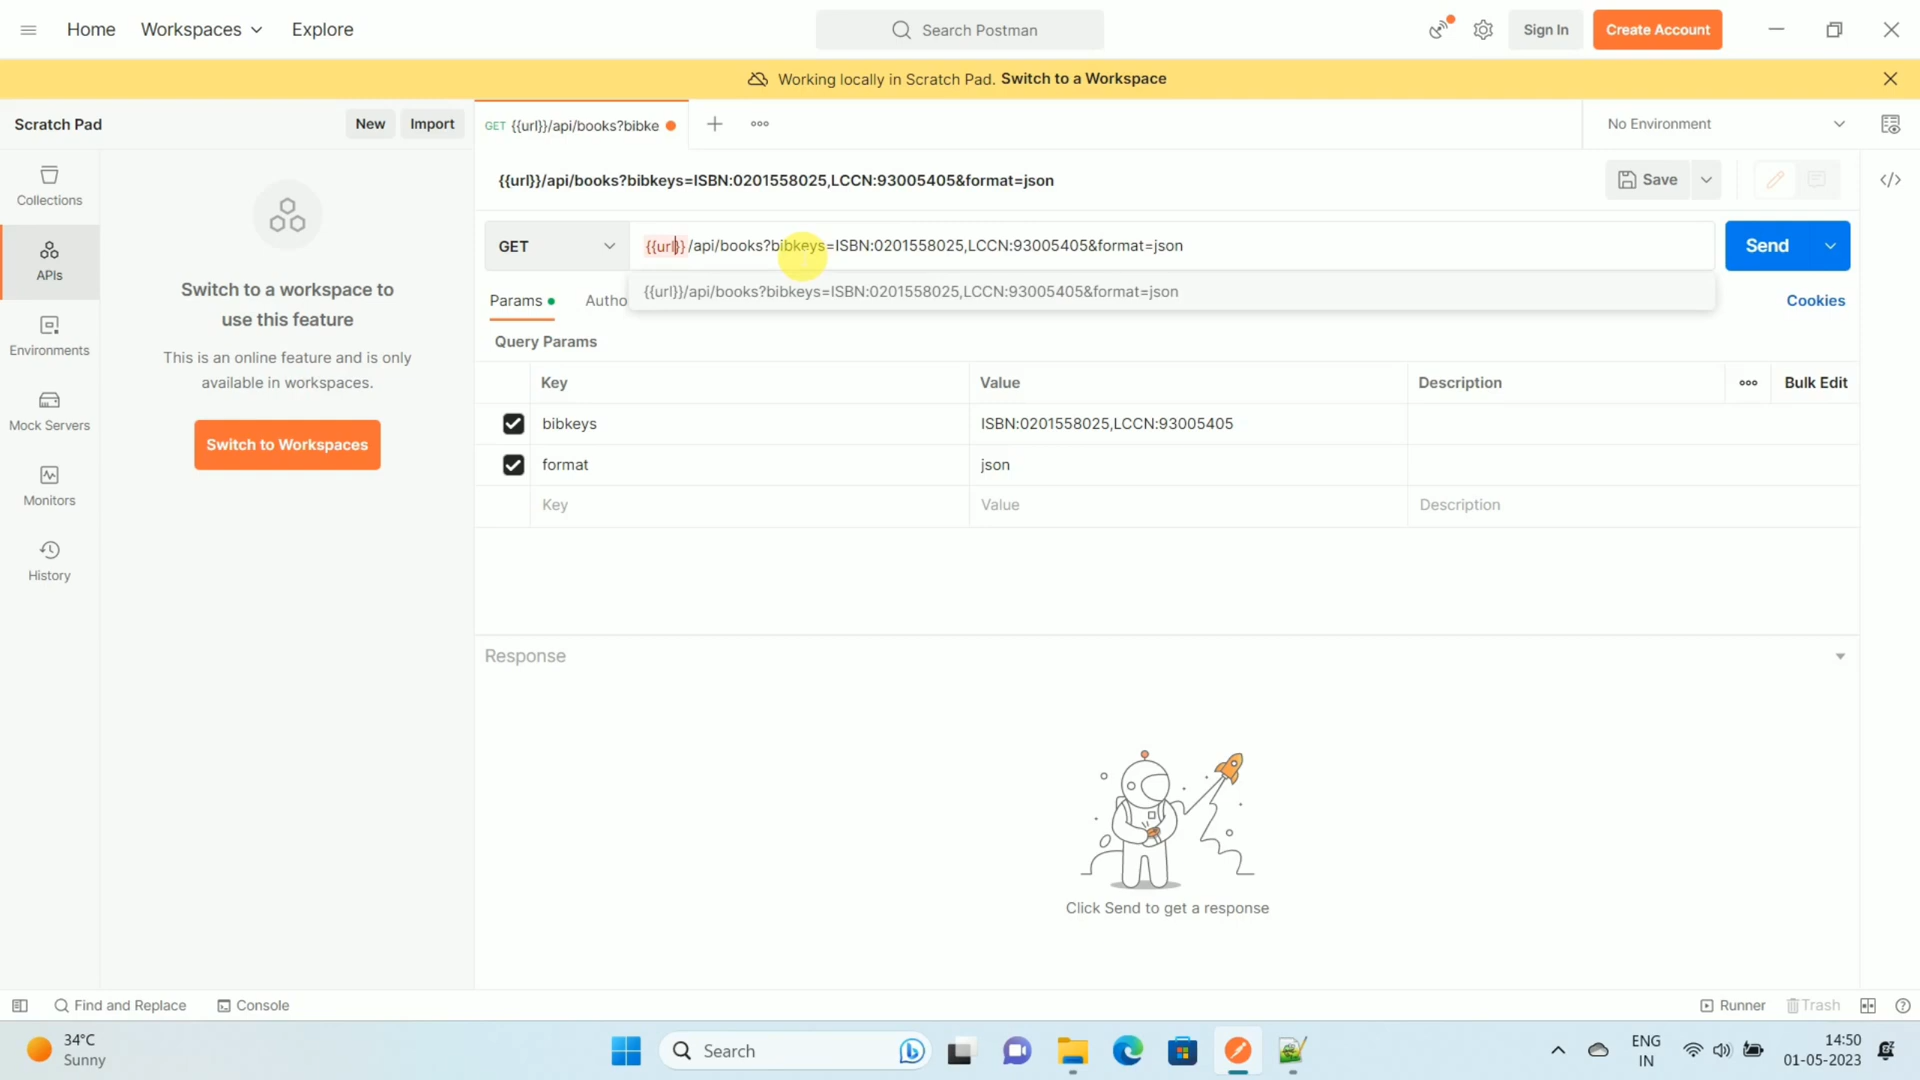 Home
Workspaces
Explore
Search Postman
Sign In
Create Account
Working locally in Scratch Pad. Switch to a Workspace
Scratch Pad
New
Import
GET {{url}}/api/books?bibke
No Environment
{{url}}/api/books?bibkeys=ISBN:0201558025,LCCN:93005405&format=json
Save
Collections
APIs
Environments
Mock Servers
Monitors
History
Switch to a workspace to
use this feature
This is an online feature and is only
available in workspaces.
Switch to Workspaces
GET
{{url}}/api/books?bibkeys=ISBN:0201558025,LCCN:93005405&format=json
Send
{{url}}/api/books?bibkeys=ISBN:0201558025,LCCN:93005405&format=json
Params
Autho
Cookies
Query Params
Key
Value
Description
Bulk Edit
bibkeys
ISBN:0201558025,LCCN:93005405
format
json
Key
Value
Description
Response
Click Send to get a response
Find and Replace
Console
Runner
Trash
34°C
Sunny
Search
ENG
IN
14:50
01-05-2023